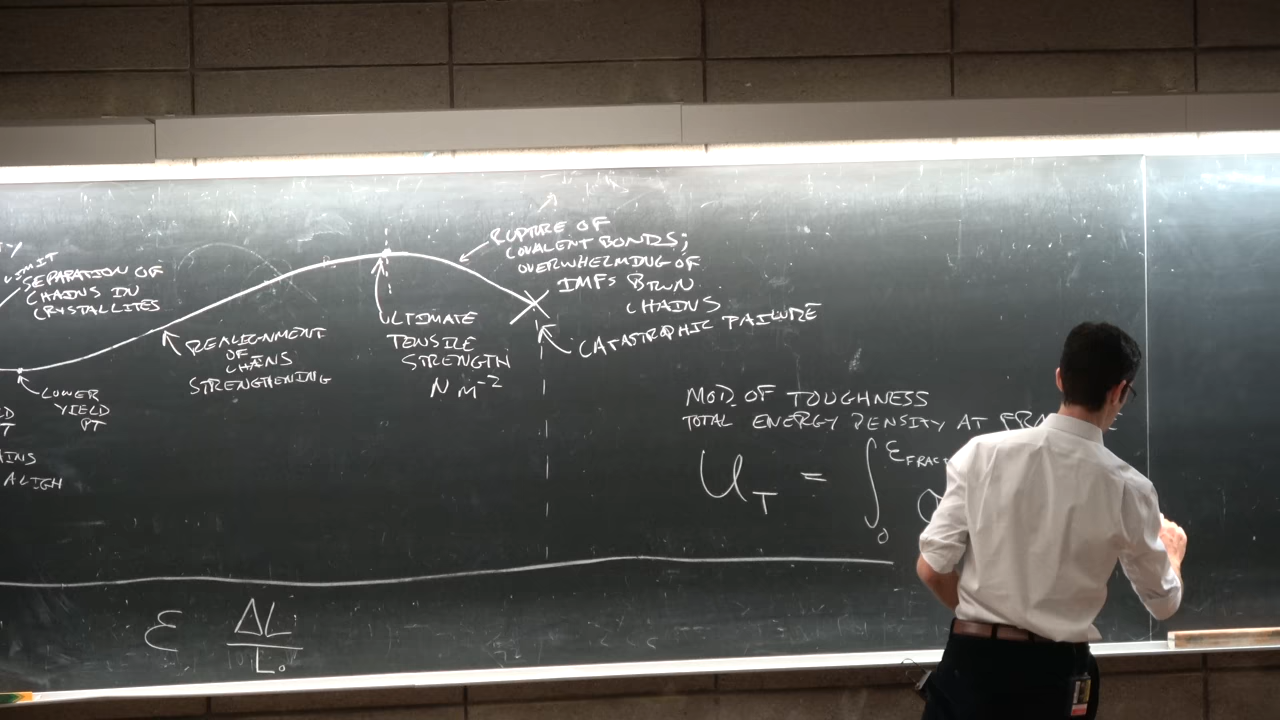 SEPARATION OF
CHAINS IN
CRYSTALLITES
LOWER
YIELD
PT
ALIGN
REALIGNMENT
OF
CHAINS
STRENGTHENING
ULTIMATE
TENSILE
STRENGTH
N M⁻²
RUPTURE OF
COVALENT BONDS;
OVERWHELMING OF
IMFS BTWN
CHAINS
CATASTROPHIC FAILURE
MOD. OF TOUGHNESS
TOTAL ENERGY DENSITY AT
U_T = ∫₀^ε
ε ΔL
L₀